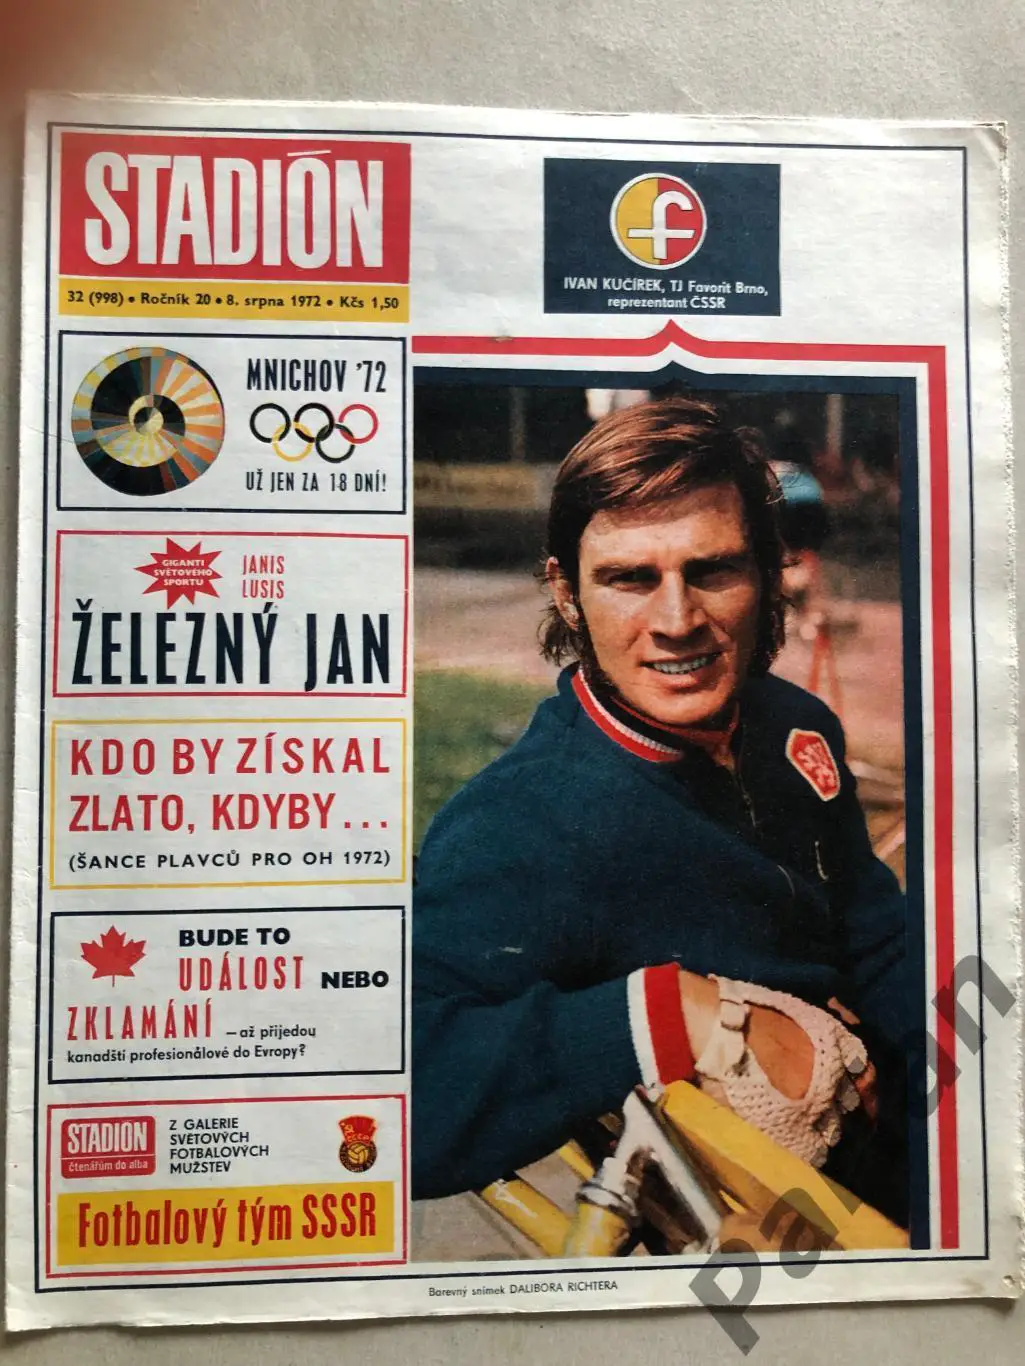 STADIÓN
32 (998) • Ročník 20 • 8. srpna 1972 • Kčs 1,50
f
IVAN KUČÍREK, TJ Favorit Brno,
reprezentant ČSSR
MNICHOV '72
UŽ JEN ZA 18 DNÍ!
GIGANTI
SVĚTOVÉHO
SPORTU
JANIS
LUSIS
ŽELEZNÝ JAN
KDO BY ZÍSKAL
ZLATO, KDYBY...
(ŠANCE PLAVCŮ PRO OH 1972)
BUDE TO
UDÁLOST NEBO
ZKLAMÁNÍ – až přijedou
kanadští profesionálové do Evropy?
STADIÓN
čtenářům do alba
Z GALERIE
SVĚTOVÝCH
FOTBALOVÝCH
MUŽSTEV
CCCP
Fotbalový tým SSSR
Barevný snímek DALIBORA RICHTERA
Parkan